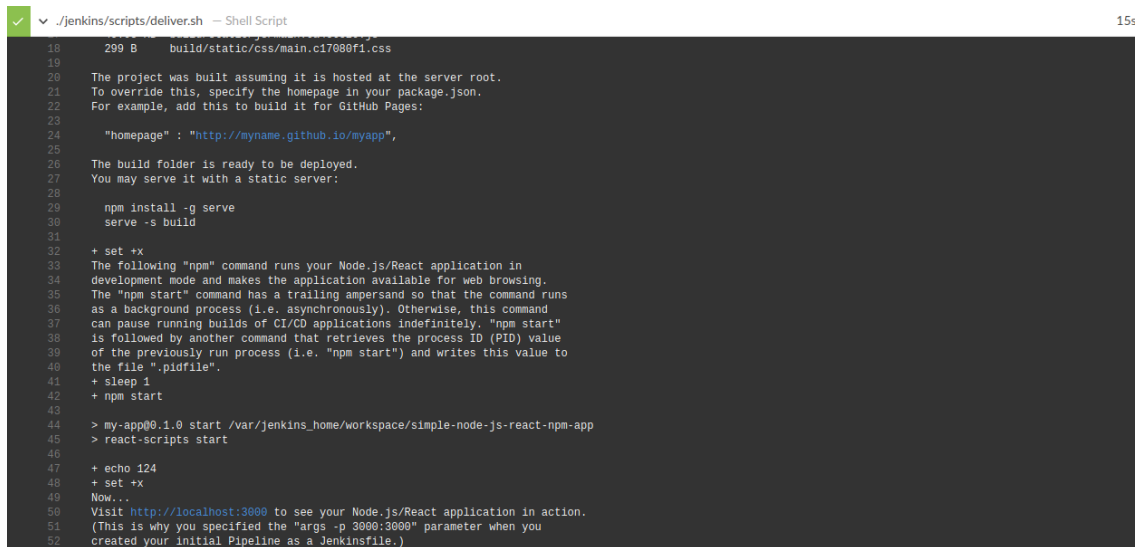 ./jenkins/scripts/deliver.sh — Shell Script 15s
18 299 B build/static/css/main.c17080f1.css
19
20 The project was built assuming it is hosted at the server root.
21 To override this, specify the homepage in your package.json.
22 For example, add this to build it for GitHub Pages:
23
24 "homepage" : "http://myname.github.io/myapp",
25
26 The build folder is ready to be deployed.
27 You may serve it with a static server:
28
29 npm install -g serve
30 serve -s build
31
32 + set +x
33 The following "npm" command runs your Node.js/React application in
34 development mode and makes the application available for web browsing.
35 The "npm start" command has a trailing ampersand so that the command runs
36 as a background process (i.e. asynchronously). Otherwise, this command
37 can pause running builds of CI/CD applications indefinitely. "npm start"
38 is followed by another command that retrieves the process ID (PID) value
39 of the previously run process (i.e. "npm start") and writes this value to
40 the file ".pidfile".
41 + sleep 1
42 + npm start
43
44 > my-app@0.1.0 start /var/jenkins_home/workspace/simple-node-js-react-npm-app
45 > react-scripts start
46
47 + echo 124
48 + set +x
49 Now...
50 Visit http://localhost:3000 to see your Node.js/React application in action.
51 (This is why you specified the "args -p 3000:3000" parameter when you
52 created your initial Pipeline as a Jenkinsfile.)